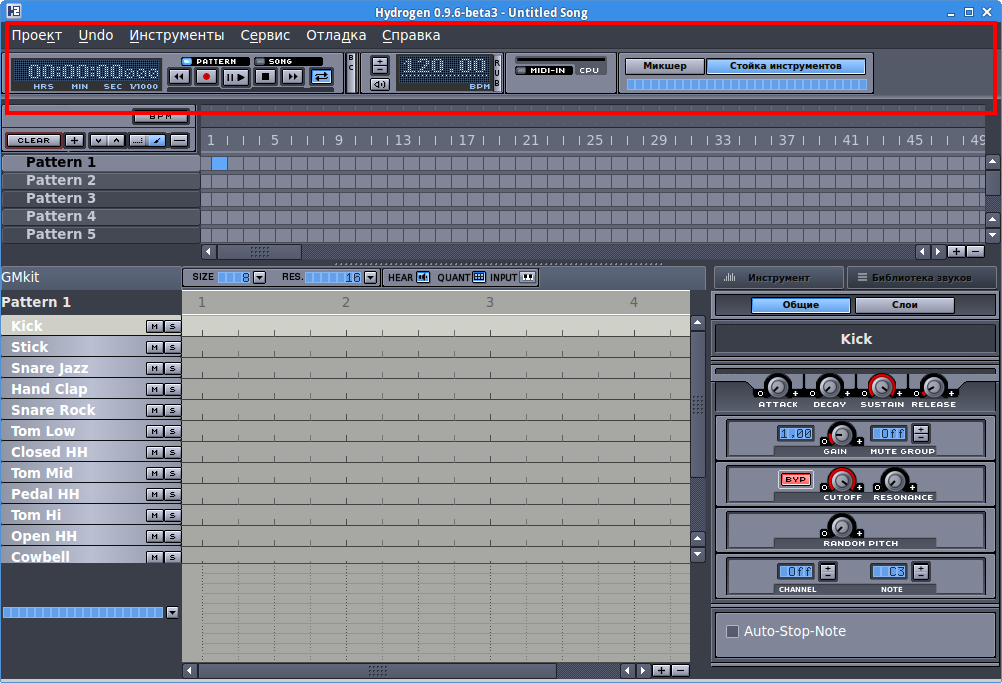 Hydrogen 0.9.6-beta3 - Untitled Song
Проект Undo Инструменты Сервис Отладка Справка
PATTERN SONG
00:00:00000
HRS MIN SEC 1/1000
B C
120.00
BPM
R U B
MIDI-IN CPU
Микшер Стойка инструментов
BPM
CLEAR
1 5 9 13 17 21 25 29 33 37 41 45 49
Pattern 1
Pattern 2
Pattern 3
Pattern 4
Pattern 5
GMkit SIZE 8 RES. 16 HEAR QUANT INPUT
Pattern 1 1 2 3 4
Kick M S
Stick M S
Snare Jazz M S
Hand Clap M S
Snare Rock M S
Tom Low M S
Closed HH M S
Tom Mid M S
Pedal HH M S
Tom Hi M S
Open HH M S
Cowbell M S
Инструмент Библиотека звуков
Общие Слои
Kick
ATTACK DECAY SUSTAIN RELEASE
1.00 Off
GAIN MUTE GROUP
BYP
CUTOFF RESONANCE
RANDOM PITCH
Off C3
CHANNEL NOTE
Auto-Stop-Note